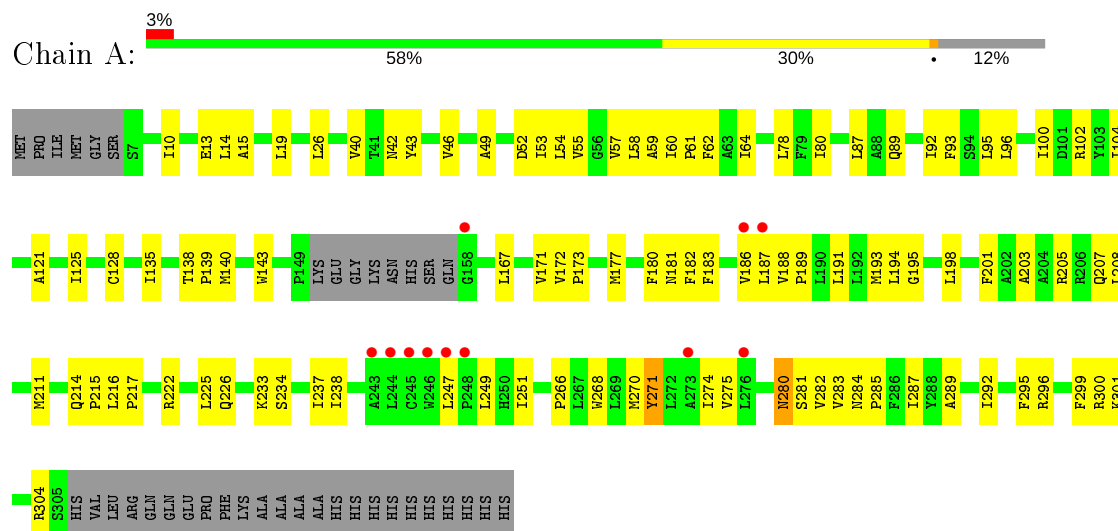 3%
Chain A:
58% 30% • 12%
MET PRO ILE MET GLY SER S7 I10 E13 L14 A15 L19 L26 V40 T41 N42 Y43 V46 A49 D52 I53 L54 V55 G56 V57 L58 A59 I60 P61 F62 A63 I64 L78 F79 I80 L87 A88 Q89 I92 F93 S94 L95 L96 I100 D101 R102 Y103 I104
A121 I125 C128 I135 T138 P139 M140 W143 P149 LYS GLU GLY LYS ASN HIS SER GLN G158 L167 V171 V172 P173 M177 F180 N181 F182 F183 V186 L187 V188 P189 L190 L191 L192 M193 L194 G195 L198 F201 A202 A203 A204 R205 R206 Q207 L208
M211 Q214 P215 L216 P217 R222 L225 Q226 K233 S234 I237 I238 A243 L244 C245 W246 L247 P248 L249 H250 I251 P266 L267 W268 L269 M270 Y271 L272 A273 I274 V275 L276 N280 S281 V282 V283 N284 P285 F286 I287 Y288 A289 I292 F295 R296 F299 R300 K301
R304 S305 HIS VAL LEU ARG GLN GLN GLU PRO PHE LYS ALA ALA ALA ALA HIS HIS HIS HIS HIS HIS HIS HIS HIS HIS